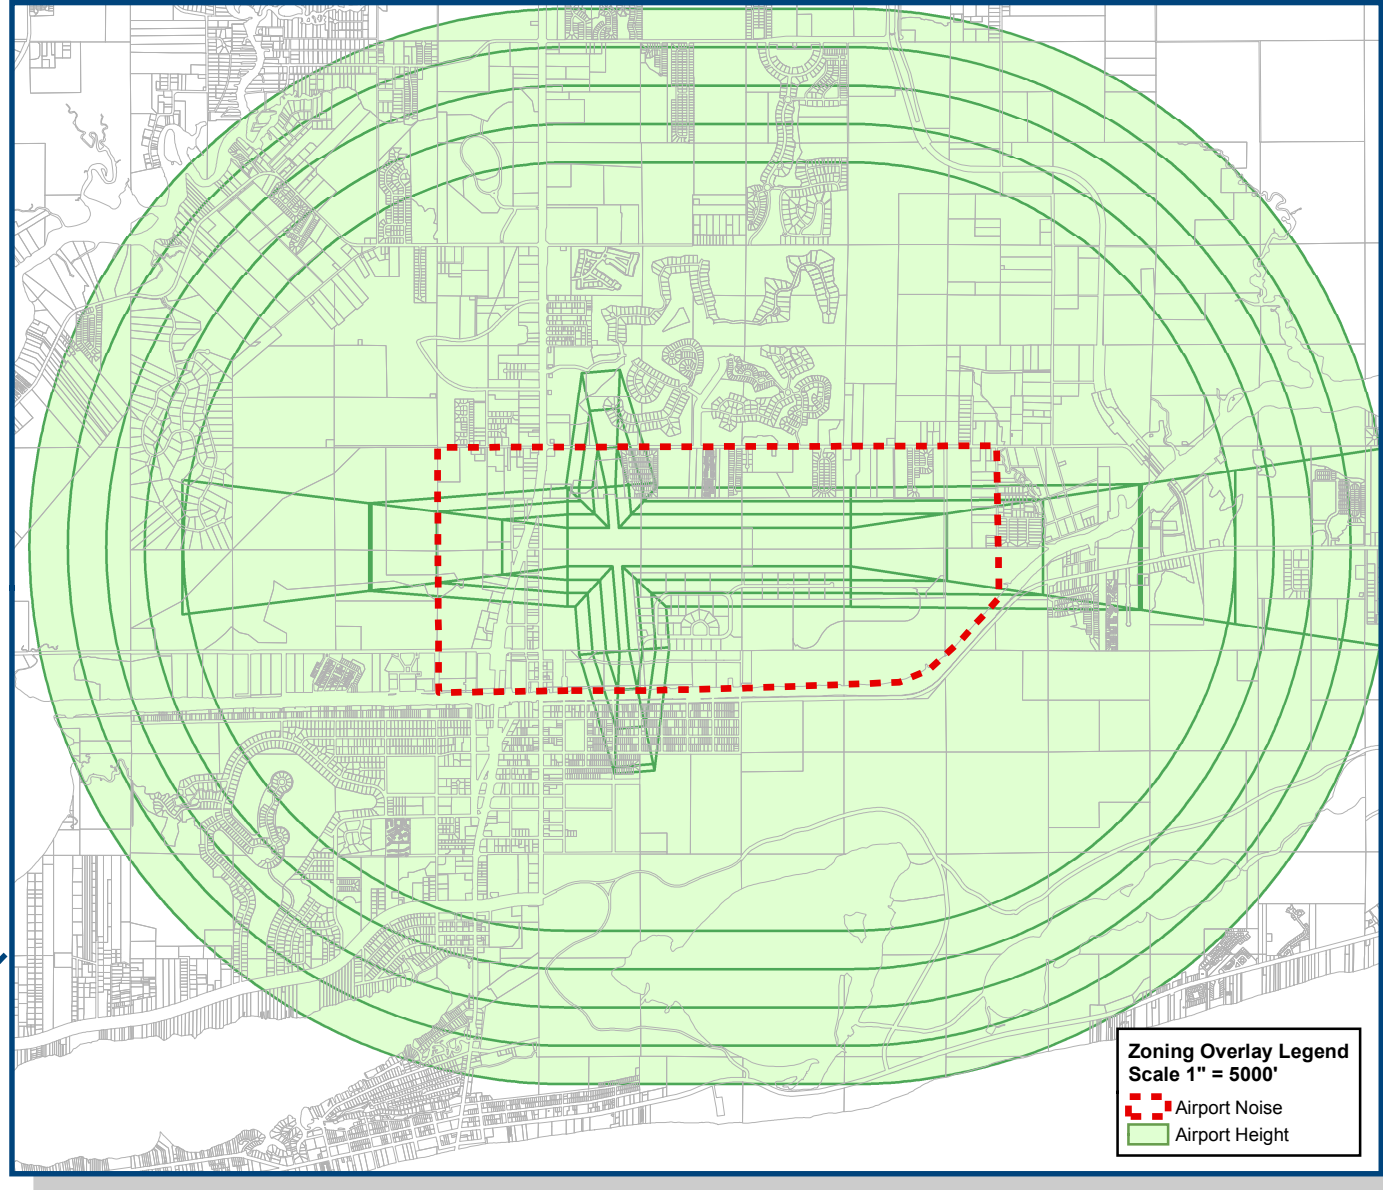 Zoning Overlay Legend
Scale 1" = 5000'
Airport Noise
Airport Height